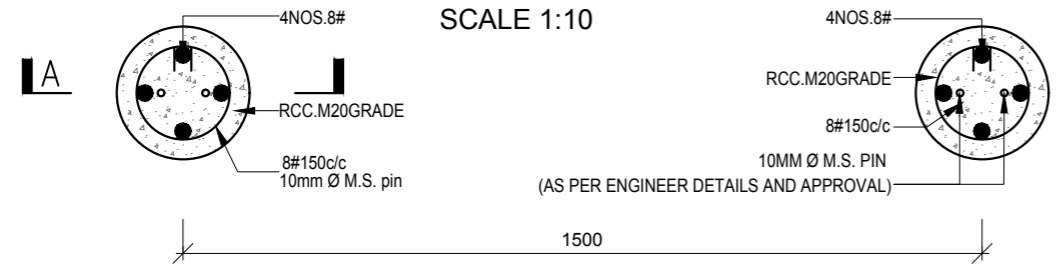 4NOS.8#
SCALE 1:10
4NOS.8#
A
RCC.M20GRADE
RCC.M20GRADE
8#150c/c
8#150c/c
10mm Ø M.S. pin
10MM Ø M.S. PIN
(AS PER ENGINEER DETAILS AND APPROVAL)
1500